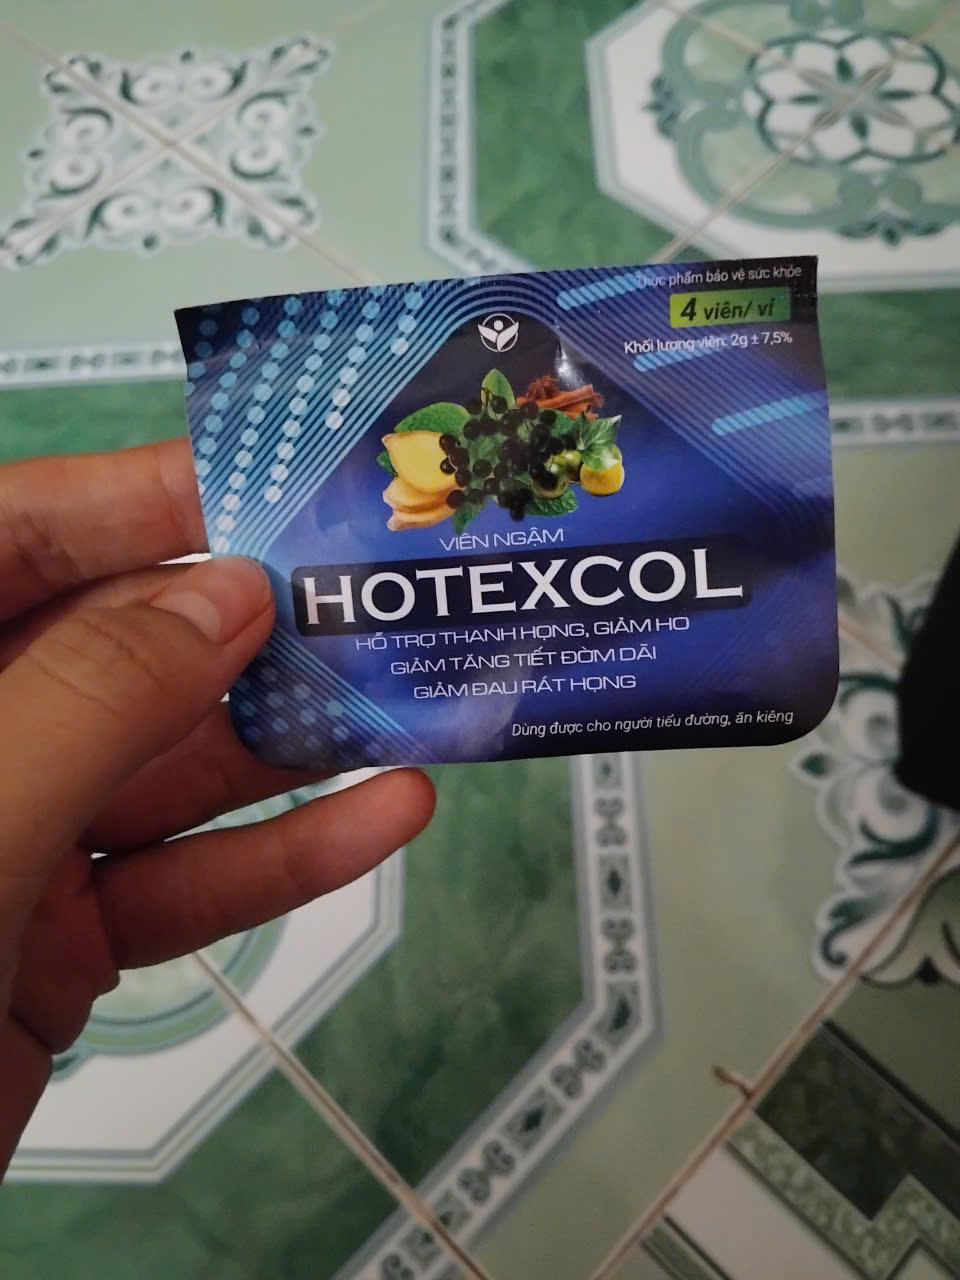 Thực phẩm bảo vệ sức khỏe
4 viên/ vỉ
Khối lượng viên: 2g ± 7,5%
VIÊN NGẬM
HOTEXCOL
HỖ TRỢ THANH HỌNG, GIẢM HO
GIẢM TĂNG TIẾT ĐỜM DÃI
GIẢM ĐAU RÁT HỌNG
Dùng được cho người tiểu đường, ăn kiêng